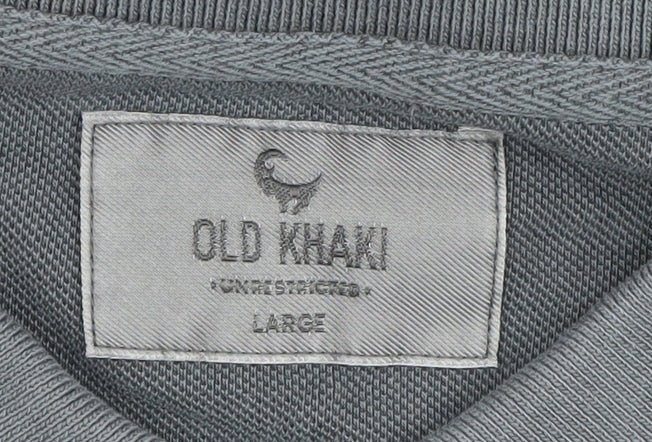 OLD KHAKI
• UNRESTRICTED •
LARGE